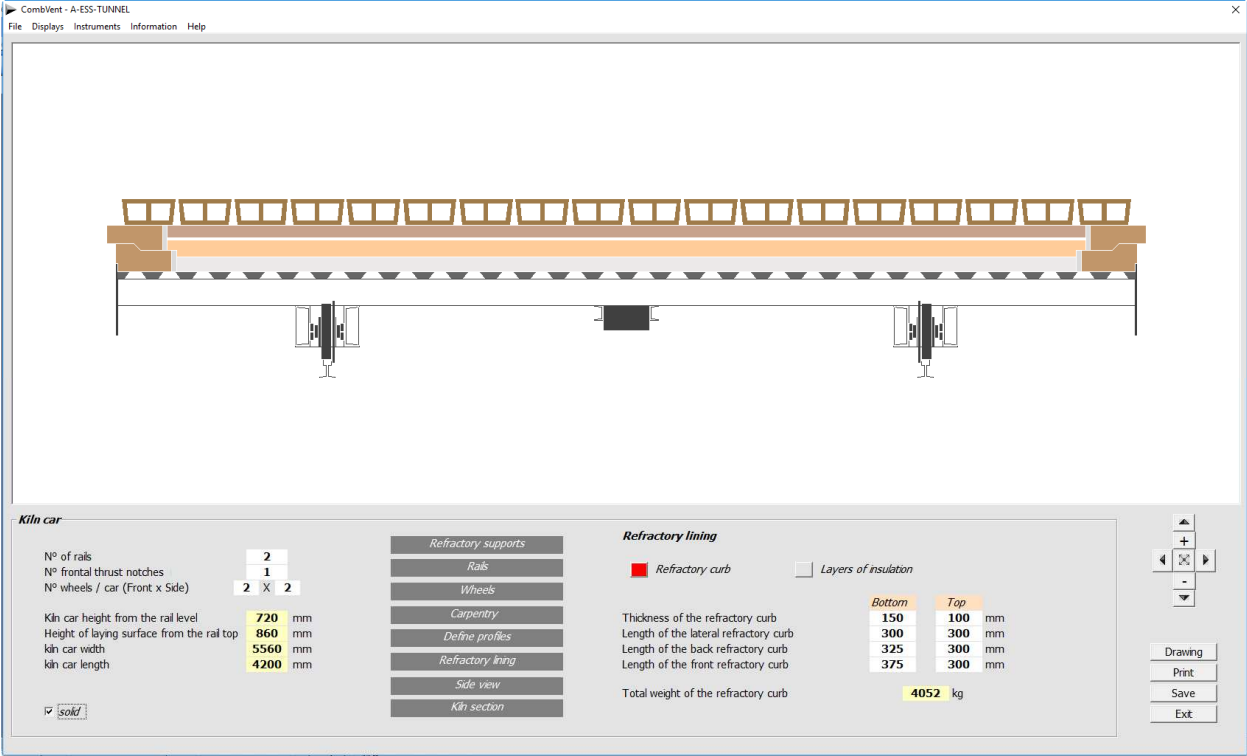 CombVent - A-ESS-TUNNEL
File Displays Instruments Information Help
Kiln car
Nº of rails 2
Nº frontal thrust notches 1
Nº wheels / car (Front x Side) 2 X 2
Kiln car height from the rail level 720 mm
Height of laying surface from the rail top 860 mm
kiln car width 5560 mm
kiln car length 4200 mm
solid
Refractory supports
Rails
Wheels
Carpentry
Define profiles
Refractory lining
Side view
Kiln section
Refractory lining
Refractory curb Layers of insulation
Bottom Top
Thickness of the refractory curb 150 100 mm
Length of the lateral refractory curb 300 300 mm
Length of the back refractory curb 325 300 mm
Length of the front refractory curb 375 300 mm
Total weight of the refractory curb 4052 kg
+
-
Drawing
Print
Save
Exit